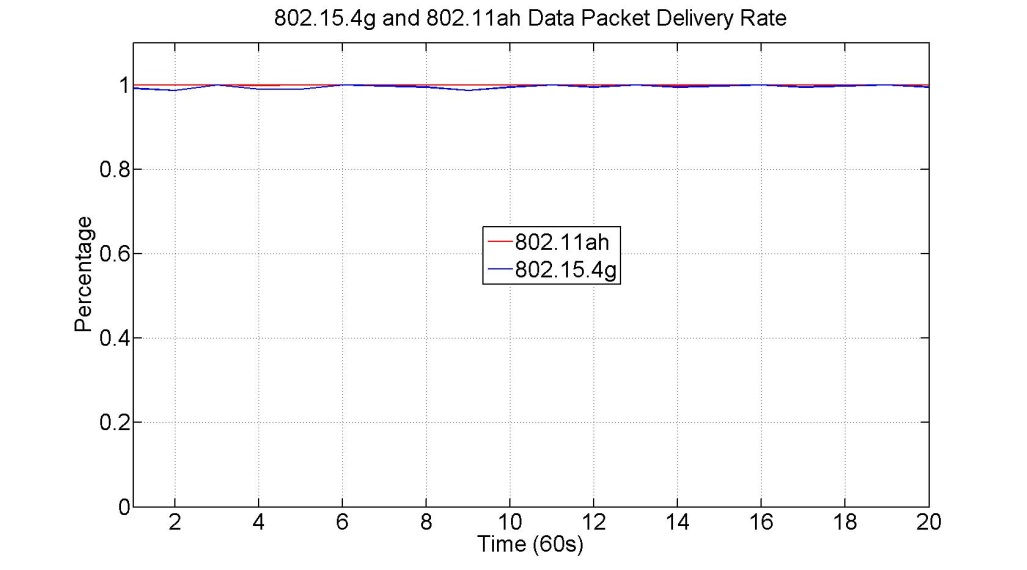 802.15.4g and 802.11ah Data Packet Delivery Rate
1
0.8
0.6
0.4
0.2
0
Percentage
802.11ah
802.15.4g
2 4 6 8 10 12 14 16 18 20
Time (60s)